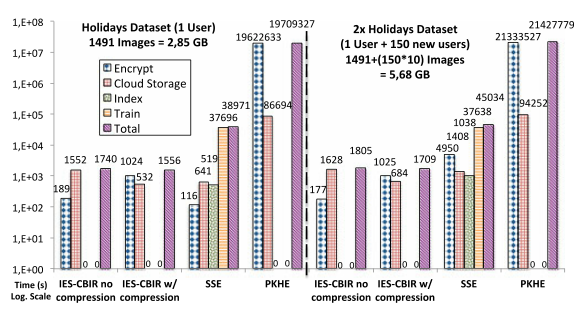 1,E+08
1,E+07
1,E+06
1,E+05
1,E+04
1,E+03
1,E+02
1,E+01
1,E+00
Time (s)
Log. Scale
Holidays Dataset (1 User)
1491 Images = 2,85 GB
Encrypt
Cloud Storage
Index
Train
Total
189
1552
0
0
1740
1024
532
0
0
1556
116
641
519
37696
38971
19622633
86694
0
0
19709327
2x Holidays Dataset
(1 User + 150 new users)
1491+(150*10) Images
= 5,68 GB
177
1628
0
0
1805
1025
684
0
0
1709
4950
1408
1038
37638
45034
21333527
94252
0
0
21427779
IES-CBIR no
compression
IES-CBIR w/
compression
SSE
PKHE
IES-CBIR no
compression
IES-CBIR w/
compression
SSE
PKHE